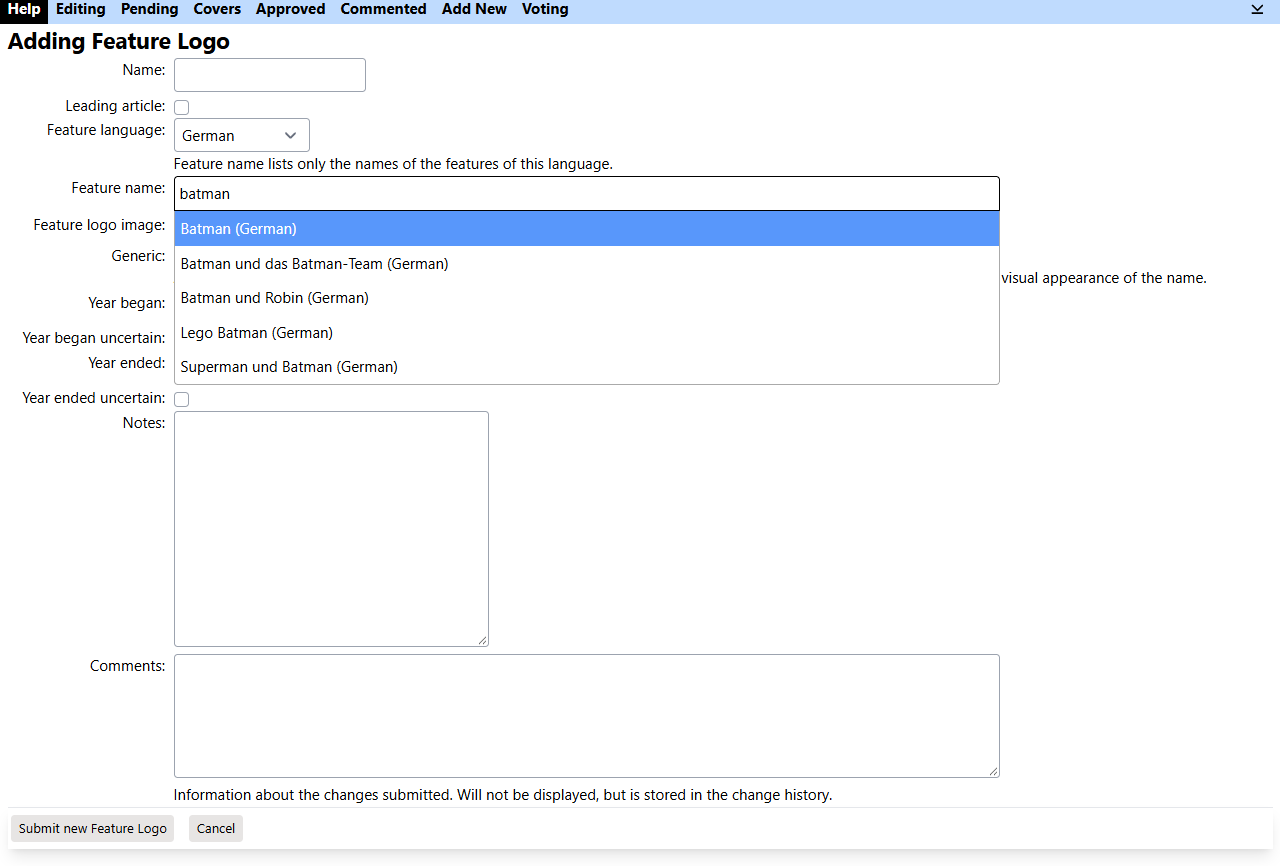 Help Editing Pending Covers Approved Commented Add New Voting
Adding Feature Logo
Name:
Leading article:
Feature language: German
Feature name lists only the names of the features of this language.
Feature name: batman
Feature logo image: Batman (German)
Generic: Batman und das Batman-Team (German)
visual appearance of the name.
Year began: Batman und Robin (German)
Year began uncertain: Lego Batman (German)
Year ended: Superman und Batman (German)
Year ended uncertain:
Notes:
Comments:
Information about the changes submitted. Will not be displayed, but is stored in the change history.
Submit new Feature Logo Cancel